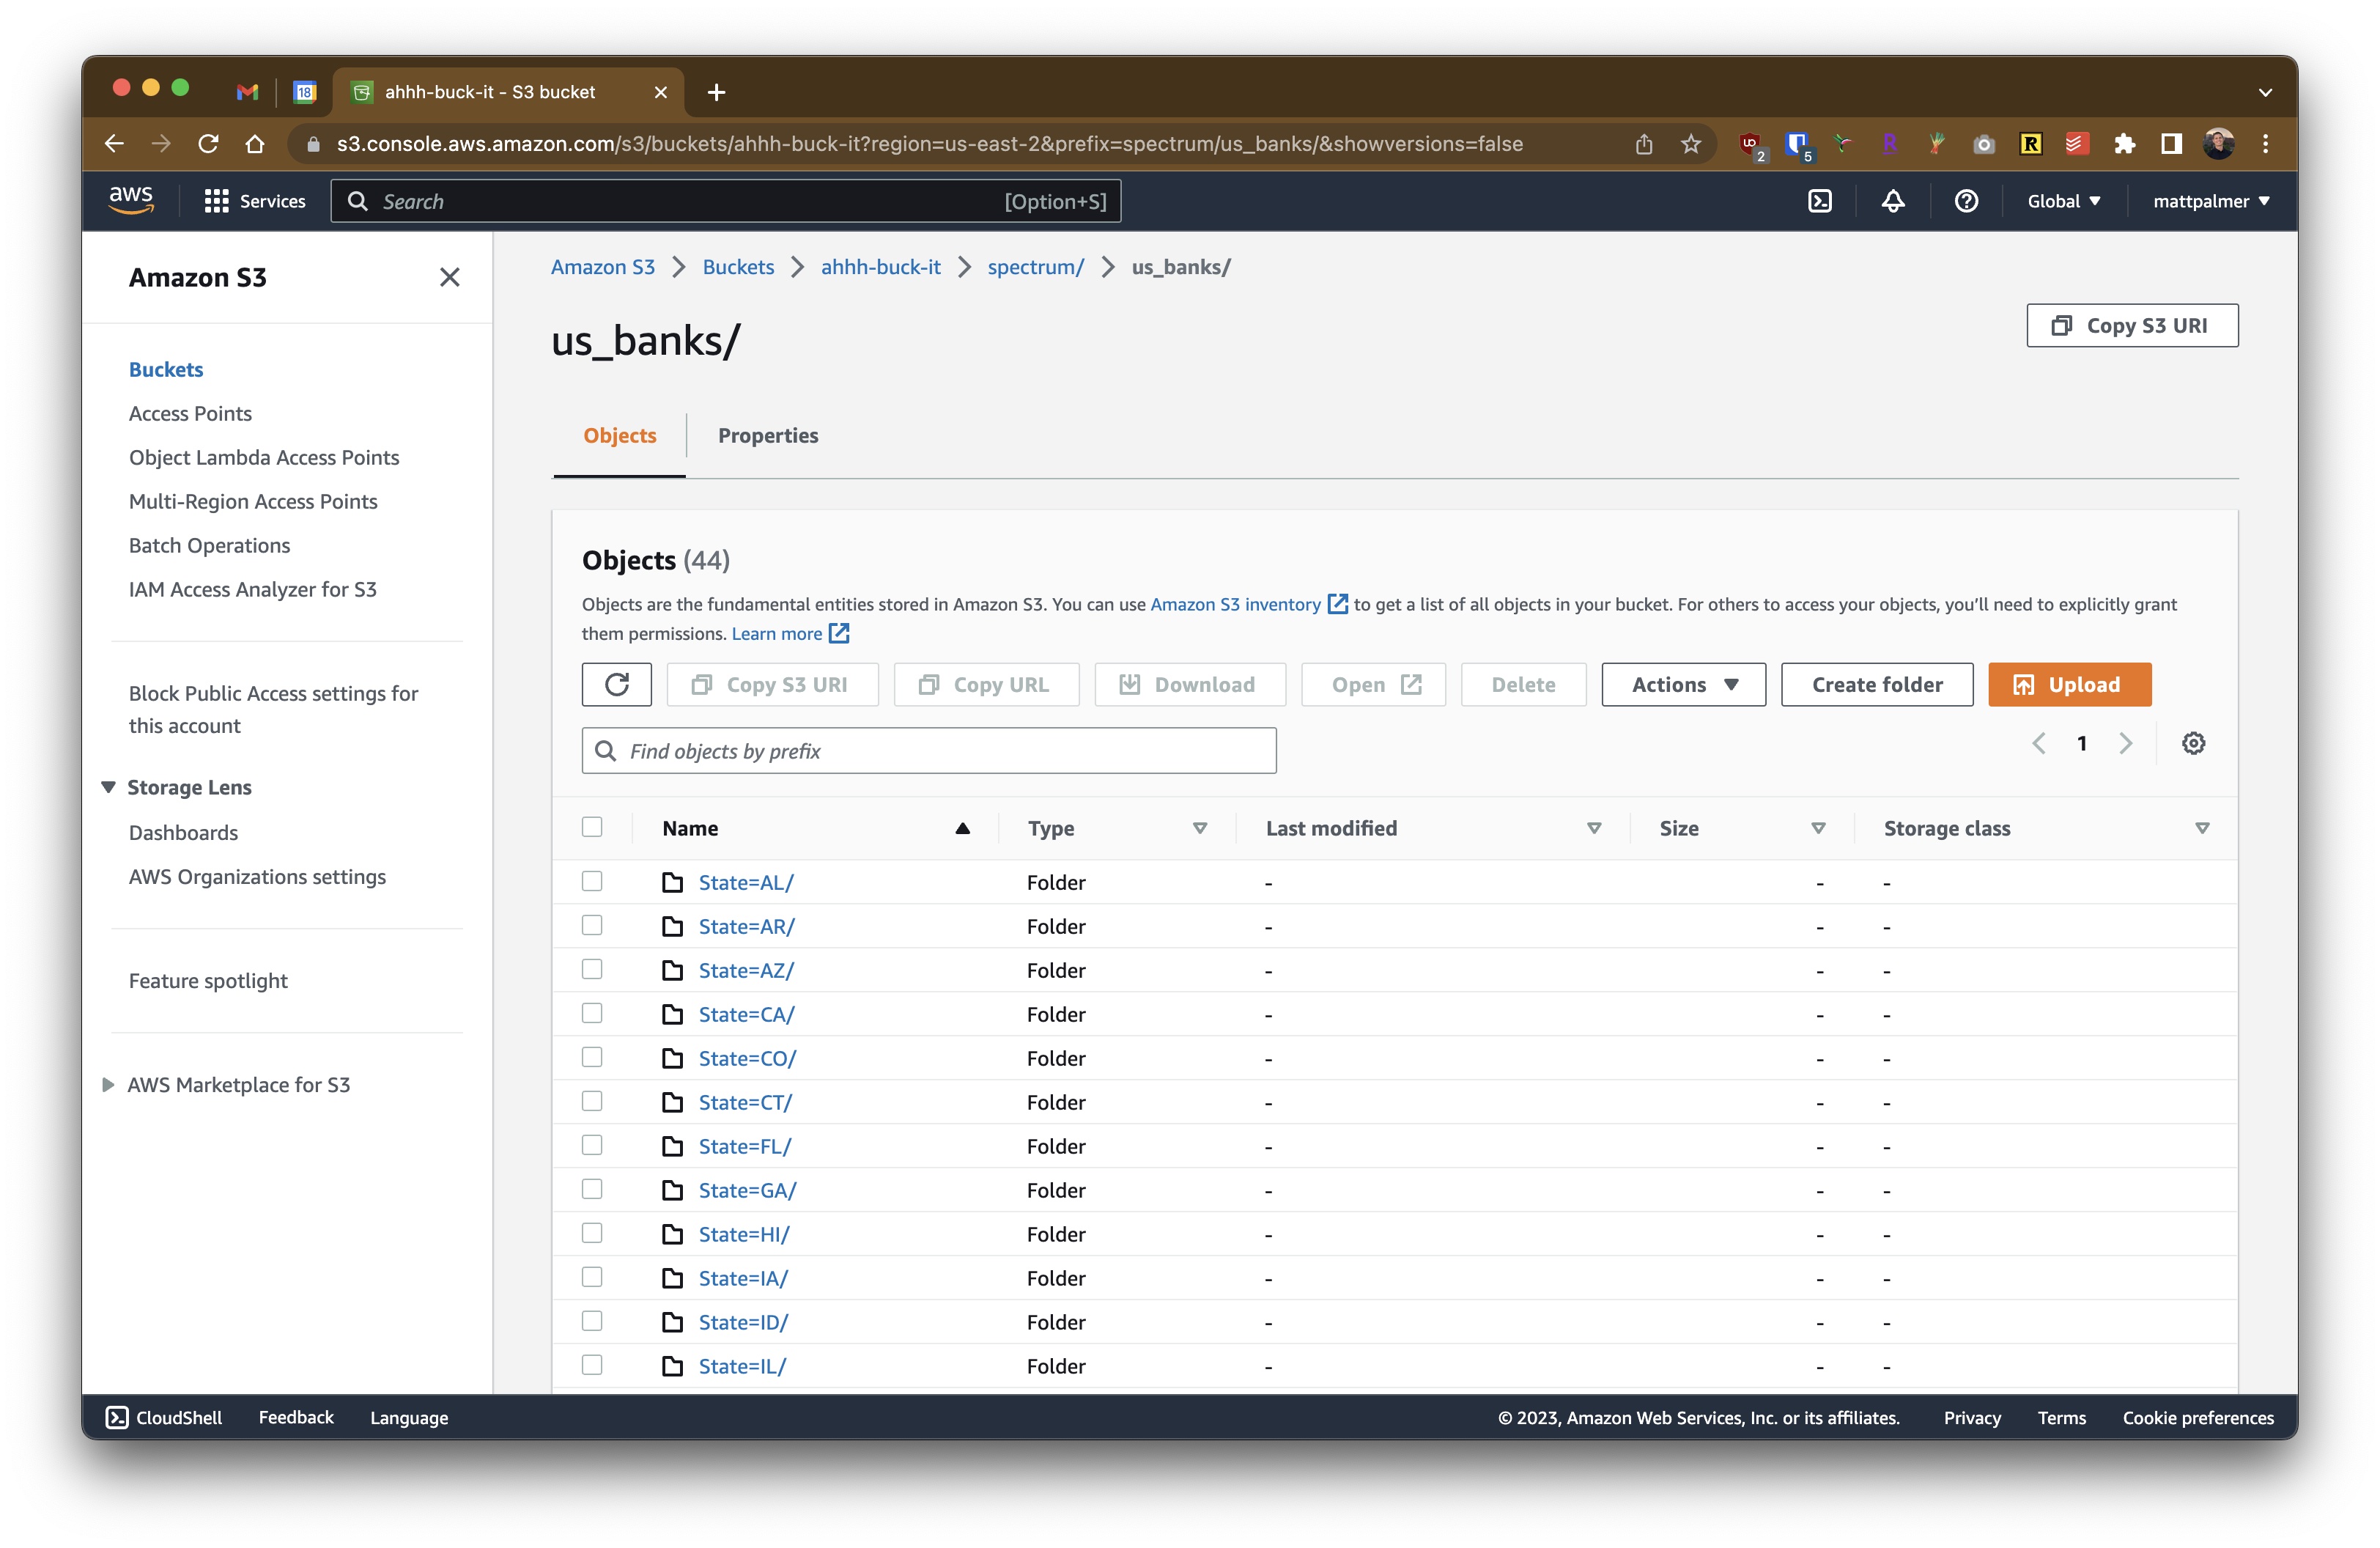 18
ahhh-buck-it - S3 bucket
s3.console.aws.amazon.com/s3/buckets/ahhh-buck-it?region=us-east-2&prefix=spectrum/us_banks/&showversions=false
2
5
R
R
aws
Services
Search
[Option+S]
Global
mattpalmer
Amazon S3
Buckets
Access Points
Object Lambda Access Points
Multi-Region Access Points
Batch Operations
IAM Access Analyzer for S3
Block Public Access settings for
this account
Storage Lens
Dashboards
AWS Organizations settings
Feature spotlight
AWS Marketplace for S3
Amazon S3 > Buckets > ahhh-buck-it > spectrum/ > us_banks/
us_banks/
Copy S3 URI
Objects
Properties
Objects (44)
Objects are the fundamental entities stored in Amazon S3. You can use Amazon S3 inventory to get a list of all objects in your bucket. For others to access your objects, you'll need to explicitly grant
them permissions. Learn more
Copy S3 URI
Copy URL
Download
Open
Delete
Actions
Create folder
Upload
Find objects by prefix
1
Name Type Last modified Size Storage class
State=AL/ Folder - - -
State=AR/ Folder - - -
State=AZ/ Folder - - -
State=CA/ Folder - - -
State=CO/ Folder - - -
State=CT/ Folder - - -
State=FL/ Folder - - -
State=GA/ Folder - - -
State=HI/ Folder - - -
State=IA/ Folder - - -
State=ID/ Folder - - -
State=IL/ Folder - - -
CloudShell
Feedback
Language
© 2023, Amazon Web Services, Inc. or its affiliates.
Privacy
Terms
Cookie preferences